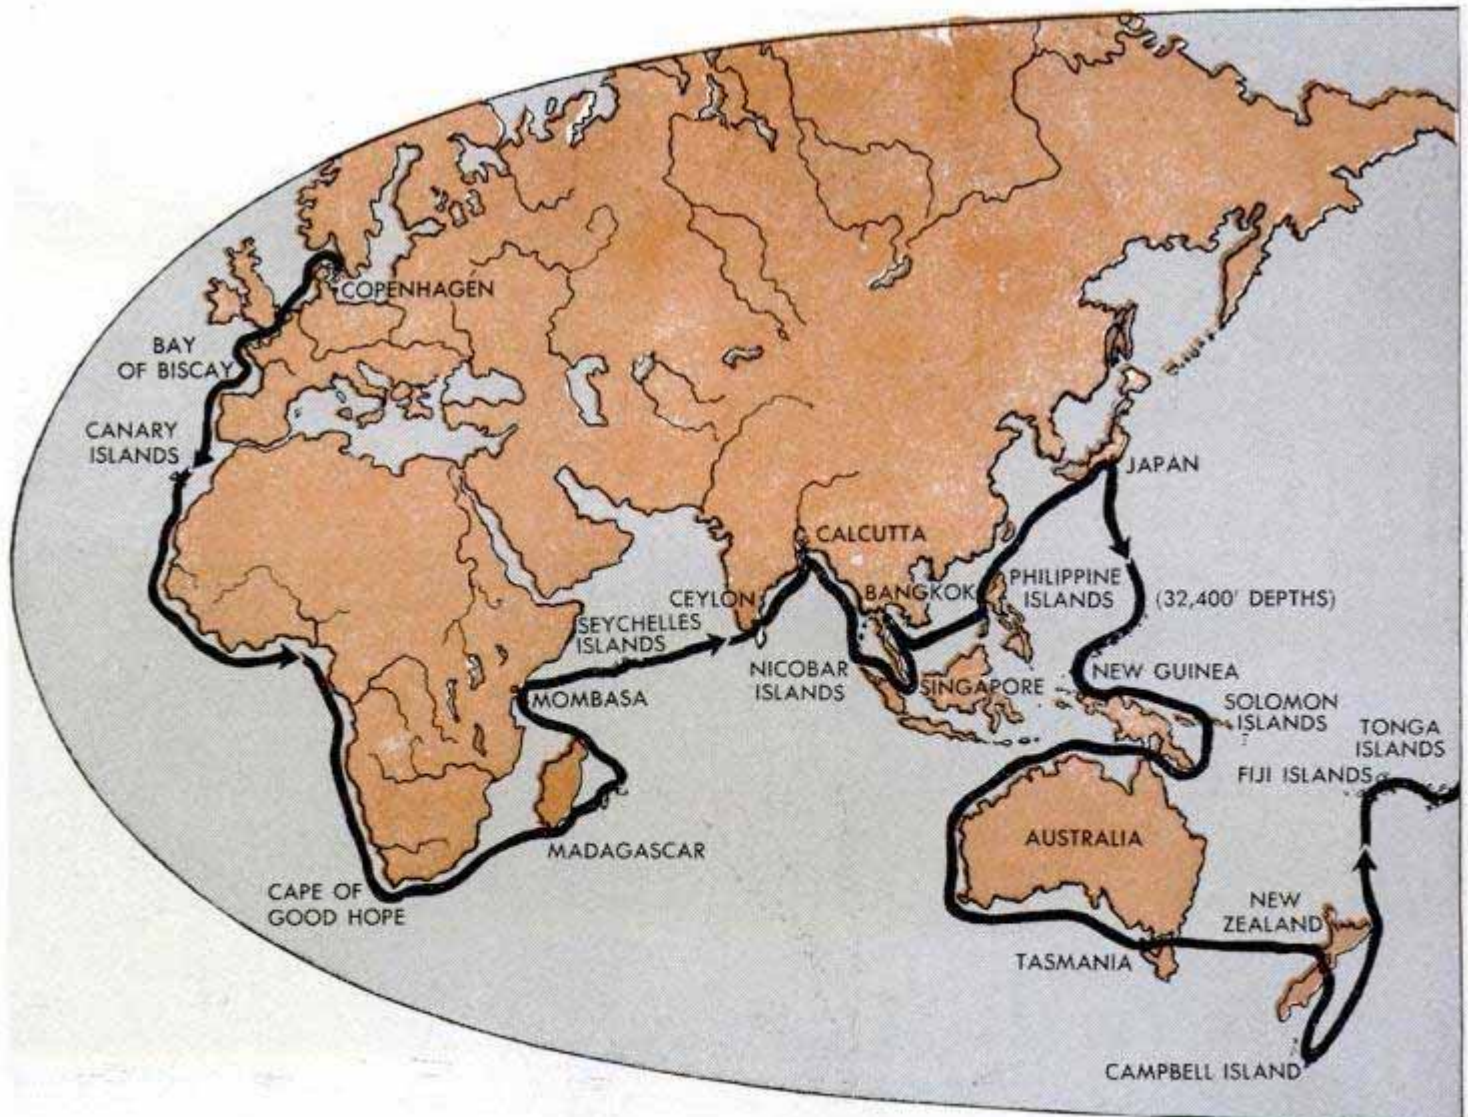 COPENHAGÉN
BAY
OF BISCAY
CANARY
ISLANDS
JAPAN
CALCUTTA
BANGKOK
PHILIPPINE
ISLANDS
(32,400' DEPTHS)
CEYLON
SEYCHELLES
ISLANDS
NICOBAR
ISLANDS
SINGAPORE
NEW GUINEA
MOMBASA
SOLOMON
ISLANDS
TONGA
ISLANDS
FIJI ISLANDS
AUSTRALIA
MADAGASCAR
CAPE OF
GOOD HOPE
NEW
ZEALAND
TASMANIA
CAMPBELL ISLAND